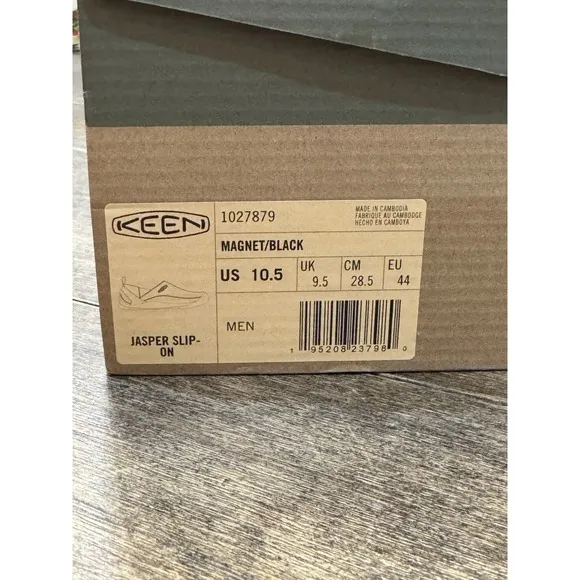 KEEN
1027879
MADE IN CAMBODIA
FABRIQUE AU CAMBODGE
HECHO EN CAMBOYA
MAGNET/BLACK
US 10.5
UK
9.5
CM
28.5
EU
44
MEN
JASPER SLIP-
ON
1 95208 23798 0